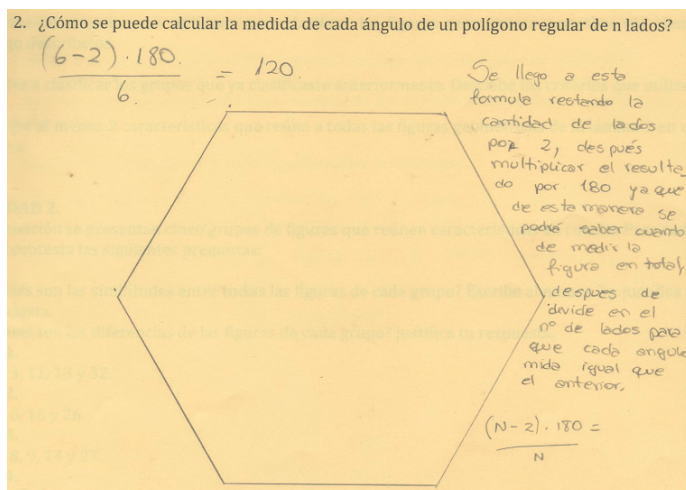 2. ¿Cómo se puede calcular la medida de cada ángulo de un polígono regular de n lados?
(6-2) · 180.
6.
= 120.
Se llego a esta
formula restando la
cantidad de lados
por 2, después
multiplicar el resulta
do por 180 ya que
de esta manera se
podrá saber cuanto
de medir la
figura en total,
despues de
devide en el
nº de lados para
que cada angulo
mida igual que
el anterior.
(N-2) · 180 =
N